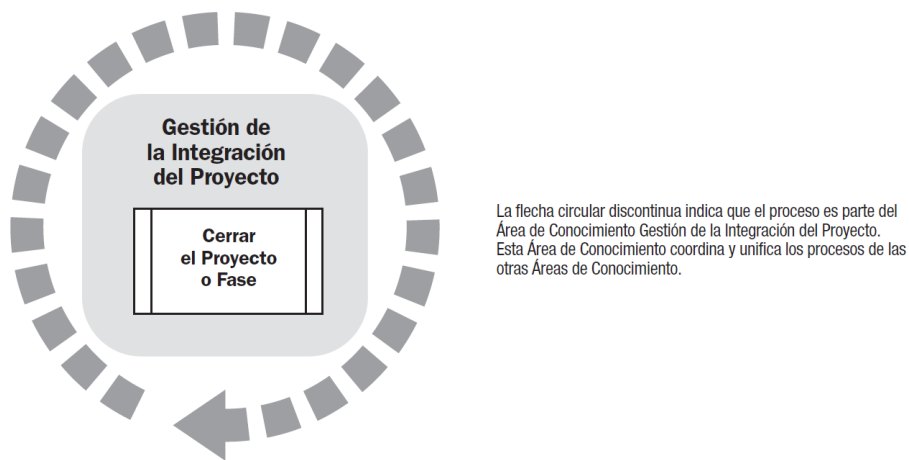 Gestión de
la Integración
del Proyecto
Cerrar
el Proyecto
o Fase
La flecha circular discontinua indica que el proceso es parte del
Área de Conocimiento Gestión de la Integración del Proyecto.
Esta Área de Conocimiento coordina y unifica los procesos de las
otras Áreas de Conocimiento.